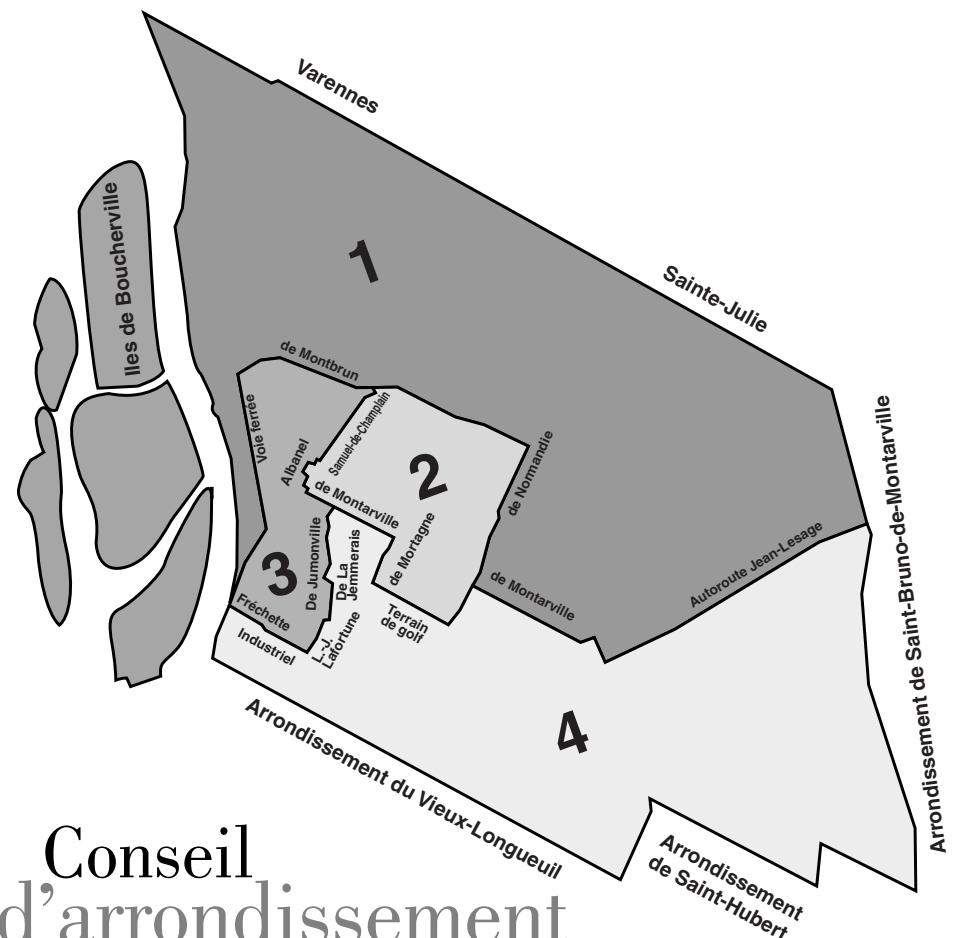 Varennes
Iles de Boucherville
1
Sainte-Julie
de Montbrun
Voie ferrée
Samuel-de-Champlain
Albanel
2
de Normandie
de Montarville
de Mortagne
Arrondissement de Saint-Bruno-de-Montarville
Autoroute Jean-Lesage
3
De Jumonville
De La
Jemmerais
de Montarville
Fréchette
Terrain
de golf
Industriel
L.-J.
Lafortune
4
Arrondissement du Vieux-Longueuil
Arrondissement
de Saint-Hubert
Conseil
d'arrondissement